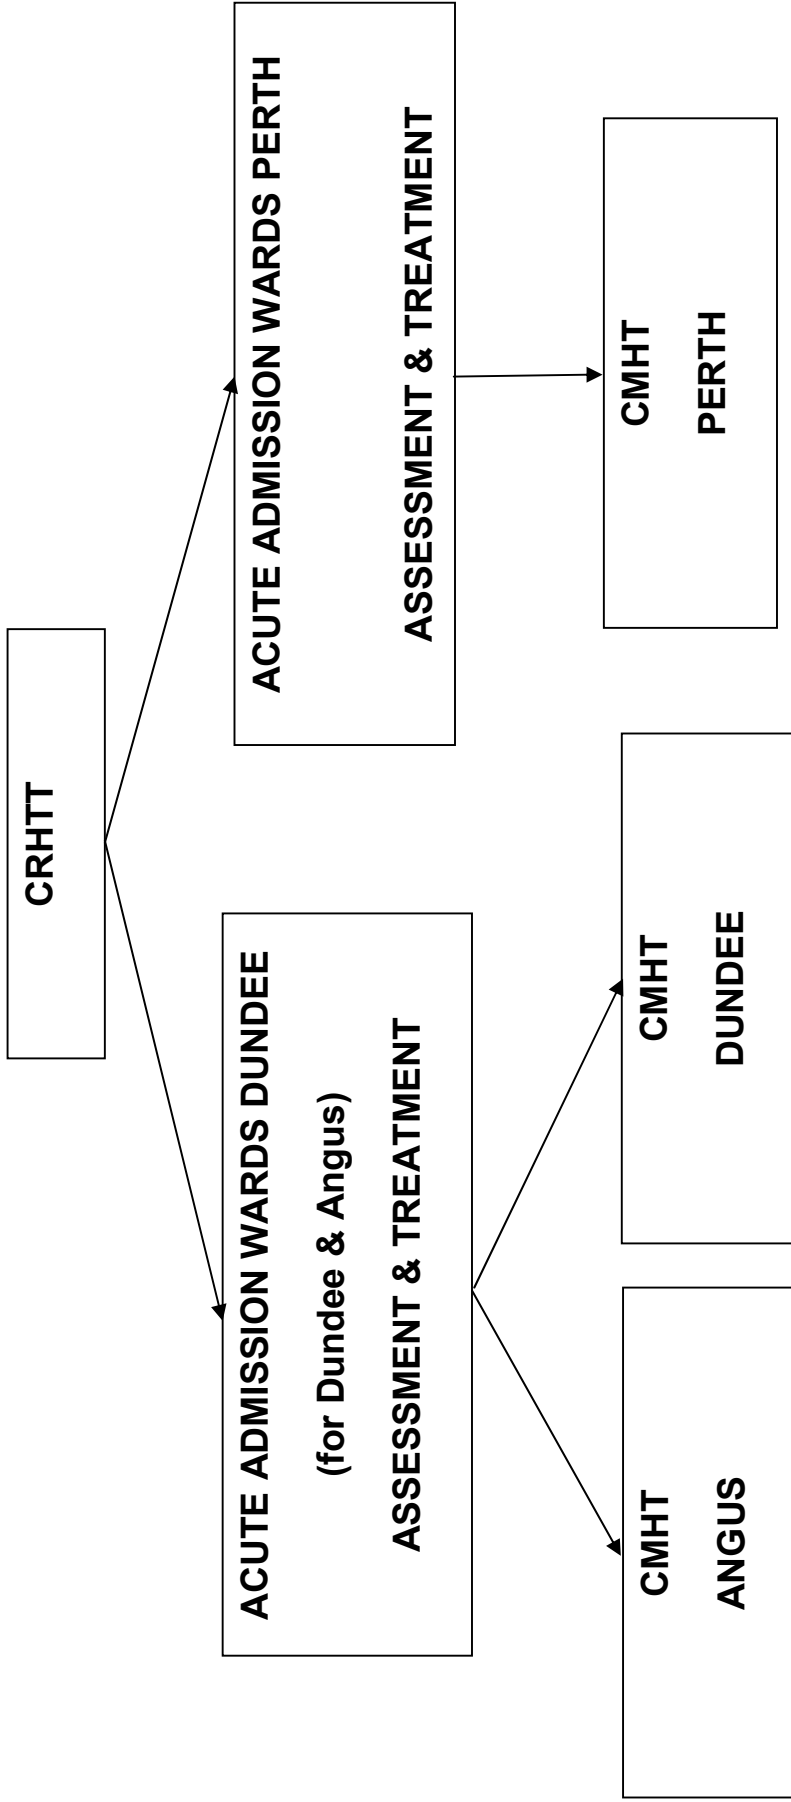 CRHTT
ACUTE ADMISSION WARDS DUNDEE
(for Dundee & Angus)
ASSESSMENT & TREATMENT
ACUTE ADMISSION WARDS PERTH
ASSESSMENT & TREATMENT
CMHT
ANGUS
CMHT
DUNDEE
CMHT
PERTH